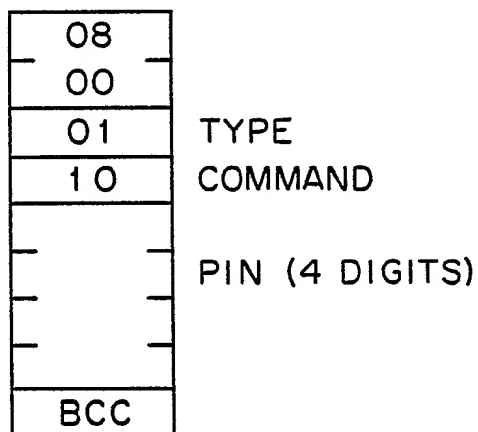 08
00
01 TYPE
10 COMMAND
PIN (4 DIGITS)
BCC